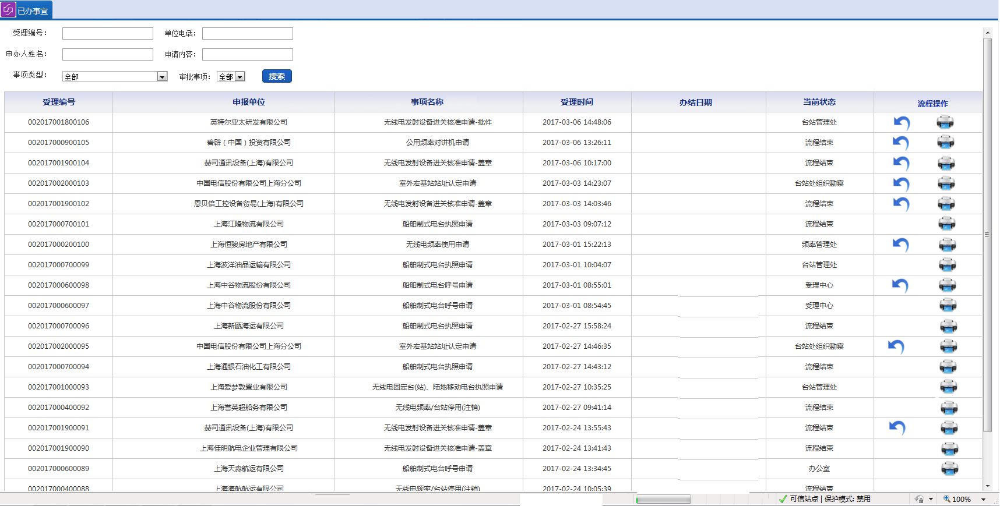 已办事宜
受理编号： 单位电话：
申办人姓名： 申请内容：
事项类型： 全部 审批事项： 全部 搜索
受理编号 申报单位 事项名称 受理时间 办结日期 当前状态 流程操作
002017001800106 英特尔亚太研发有限公司 无线电发射设备进关核准申请-批件 2017-03-06 14:48:06 台站管理处
002017000900105 碧辟（中国）投资有限公司 公用频率对讲机申请 2017-03-06 13:26:11 流程结束
002017001900104 赫司通讯设备(上海)有限公司 无线电发射设备进关核准申请-盖章 2017-03-06 10:17:00 流程结束
002017002000103 中国电信股份有限公司上海分公司 室外宏基站站址认定申请 2017-03-03 14:23:07 台站处组织勘察
002017001900102 恩贝倍工控设备贸易(上海)有限公司 无线电发射设备进关核准申请-盖章 2017-03-03 14:03:46 流程结束
002017000700101 上海江隆物流有限公司 船舶制式电台执照申请 2017-03-03 09:07:12 流程结束
002017000200100 上海恒骏房地产有限公司 无线电频率使用申请 2017-03-01 15:22:13 频率管理处
002017000700099 上海波洋油品运输有限公司 船舶制式电台执照申请 2017-03-01 10:04:07 台站管理处
002017000600098 上海中谷物流股份有限公司 船舶制式电台呼号申请 2017-03-01 08:55:01 受理中心
002017000600097 上海中谷物流股份有限公司 船舶制式电台呼号申请 2017-03-01 08:54:45 受理中心
002017000700096 上海新瓯海运有限公司 船舶制式电台执照申请 2017-02-27 15:58:24 流程结束
002017002000095 中国电信股份有限公司上海分公司 室外宏基站站址认定申请 2017-02-27 14:46:35 台站处组织勘察
002017000700094 上海通银石油化工有限公司 船舶制式电台执照申请 2017-02-27 14:43:12 流程结束
002017001000093 上海爱梦敦置业有限公司 无线电固定台(站)、陆地移动电台执照申请 2017-02-27 10:35:25 台站管理处
002017000400092 上海誉英超船务有限公司 无线电频率/台站停用(注销) 2017-02-27 09:41:14 流程结束
002017001900091 赫司通讯设备(上海)有限公司 无线电发射设备进关核准申请-盖章 2017-02-24 13:55:43 流程结束
002017001900090 上海佳明航电企业管理有限公司 无线电发射设备进关核准申请-盖章 2017-02-24 13:41:43 流程结束
002017000600089 上海天淼航运有限公司 船舶制式电台呼号申请 2017-02-24 13:34:45 办公室
002017000400088 上海海航航运有限公司 无线电频率/台站停用(注销) 2017-02-24 10:05:39 流程结束
可信站点 | 保护模式: 禁用 100%